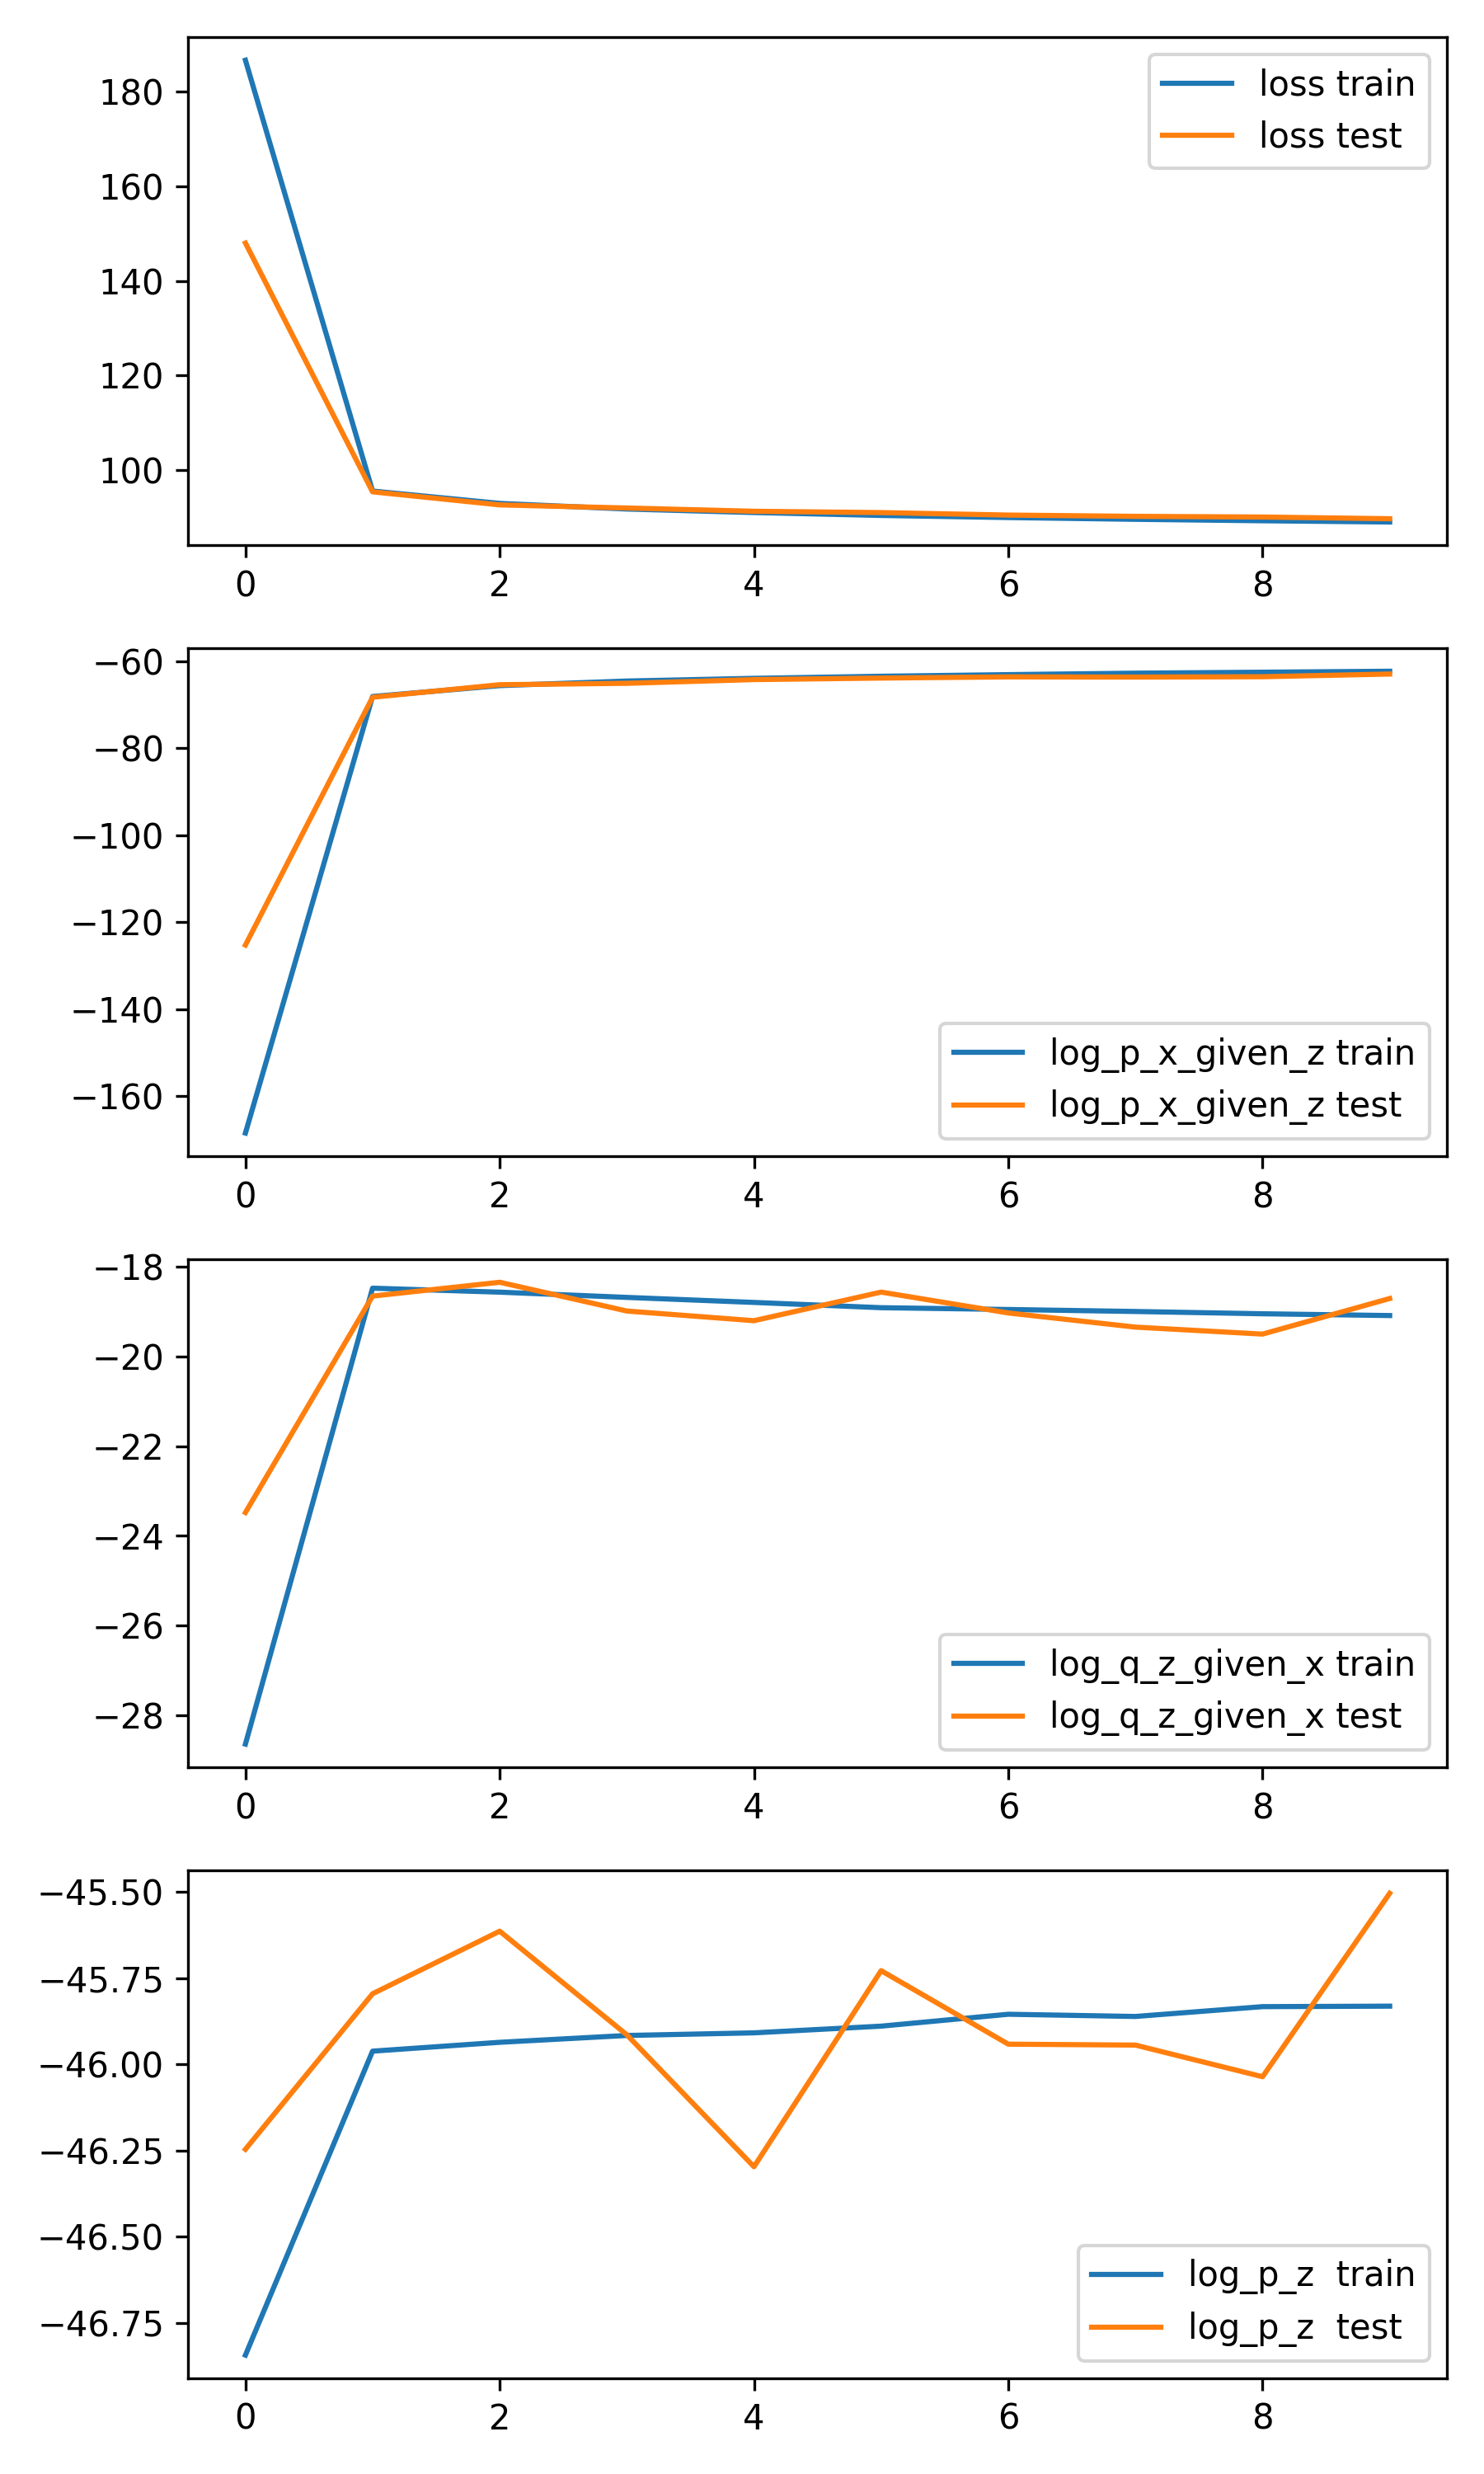 180
160
140
120
100
loss train
loss test
0 2 4 6 8
−60
−80
−100
−120
−140
−160
log_p_x_given_z train
log_p_x_given_z test
0 2 4 6 8
−18
−20
−22
−24
−26
−28
log_q_z_given_x train
log_q_z_given_x test
0 2 4 6 8
−45.50
−45.75
−46.00
−46.25
−46.50
−46.75
log_p_z  train
log_p_z  test
0 2 4 6 8